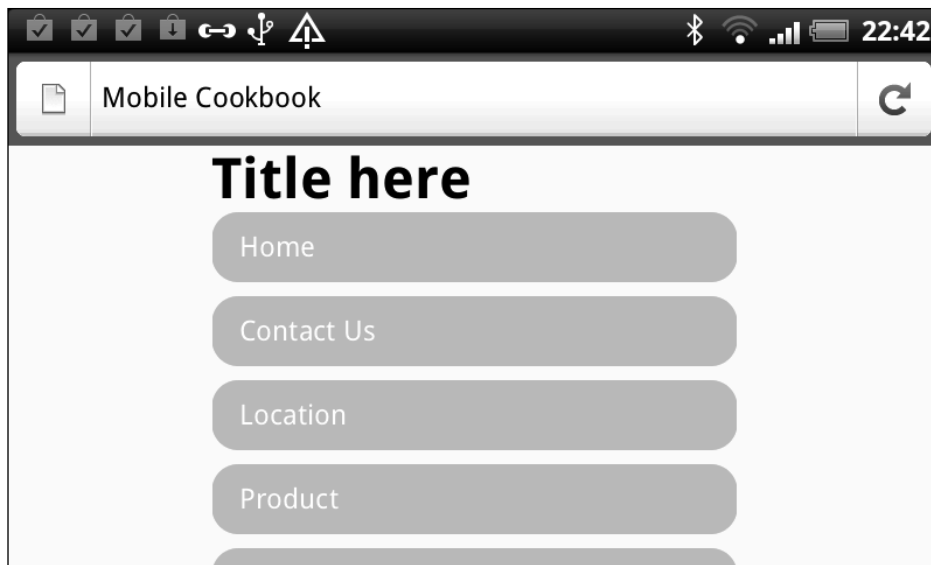 22:42
Mobile Cookbook
Title here
Home
Contact Us
Location
Product